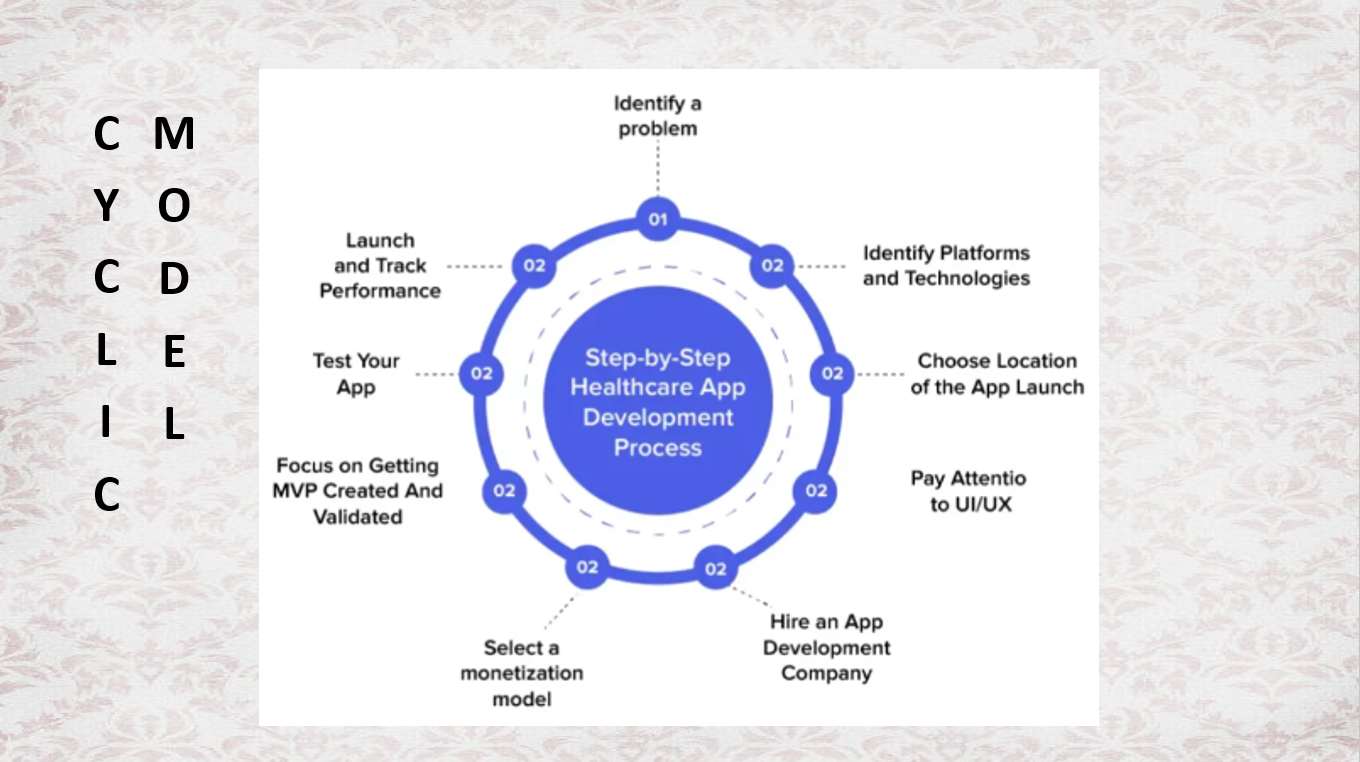 C M
Y O
C D
L E
I L
C
Identify a
problem
01
02
Identify Platforms
and Technologies
02
Choose Location
of the App Launch
02
Pay Attentio
to UI/UX
02
Hire an App
Development
Company
02
Select a
monetization
model
02
Focus on Getting
MVP Created And
Validated
02
Test Your
App
02
Launch
and Track
Performance
Step-by-Step
Healthcare App
Development
Process